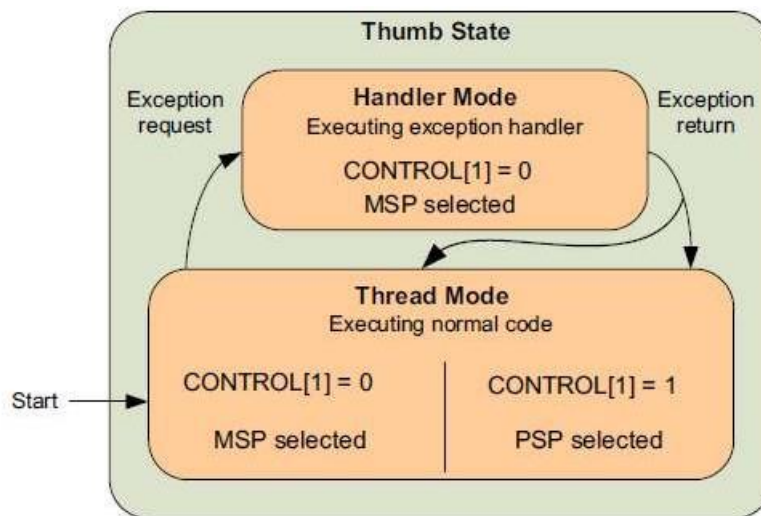 Thumb State
Exception
request
Handler Mode
Executing exception handler
CONTROL[1] = 0
MSP selected
Exception
return
Thread Mode
Executing normal code
Start
CONTROL[1] = 0
MSP selected
CONTROL[1] = 1
PSP selected